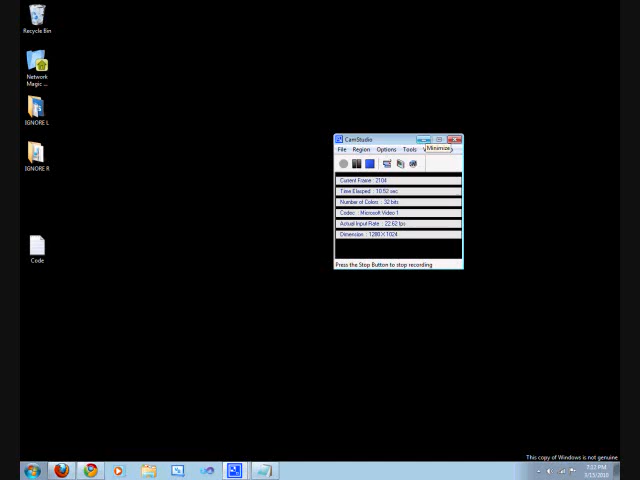 Recycle Bin
Network
Magic ...
IGNORE L
IGNORE R
Code
CamStudio
File Region Options Tools
Minimize
Current Frame : 210#
Time Elapsed : 10.52 sec
Number of Colors : 32 bits
Codec : Microsoft Video 1
Actual Input Rate : 22.62 fps
Dimension : 1280 X 1024
Press the Stop Button to stop recording
This copy of Windows is not genuine
7:12 PM
3/13/2010